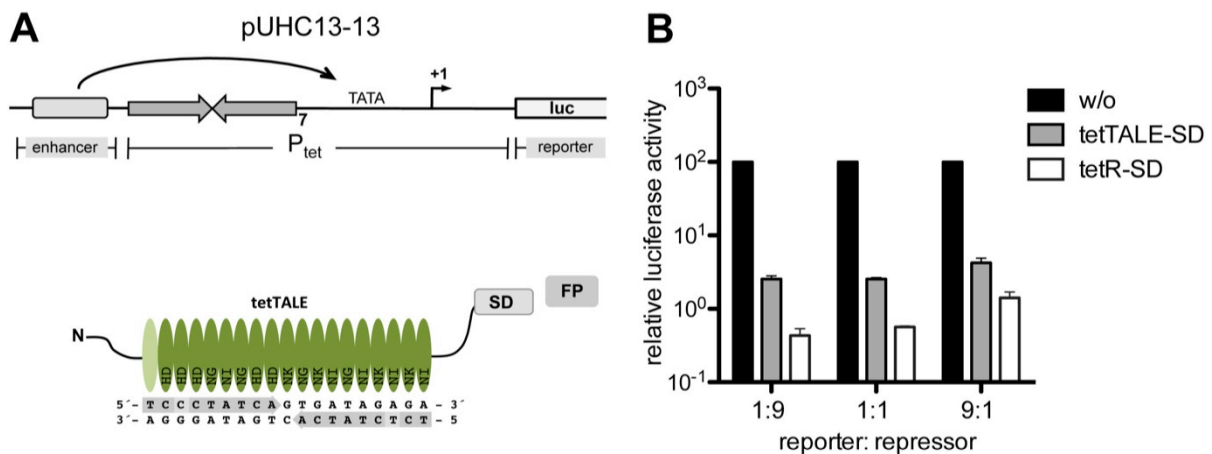 A
pUHC13-13
+1
TATA
luc
7
enhancer
P tet
reporter
tetTALE
SD
FP
N
HD HD HD NG NI NG HD HD NK NG NK NI NG NI NK NI NK NI
5´- T C C C T A T C A G T G A T A G A G A - 3´
3´- A G G G A T A G T C A C T A T C T C T - 5
B
relative luciferase activity
10³
10²
10¹
10⁰
10⁻¹
1:9 1:1 9:1
reporter: repressor
w/o
tetTALE-SD
tetR-SD